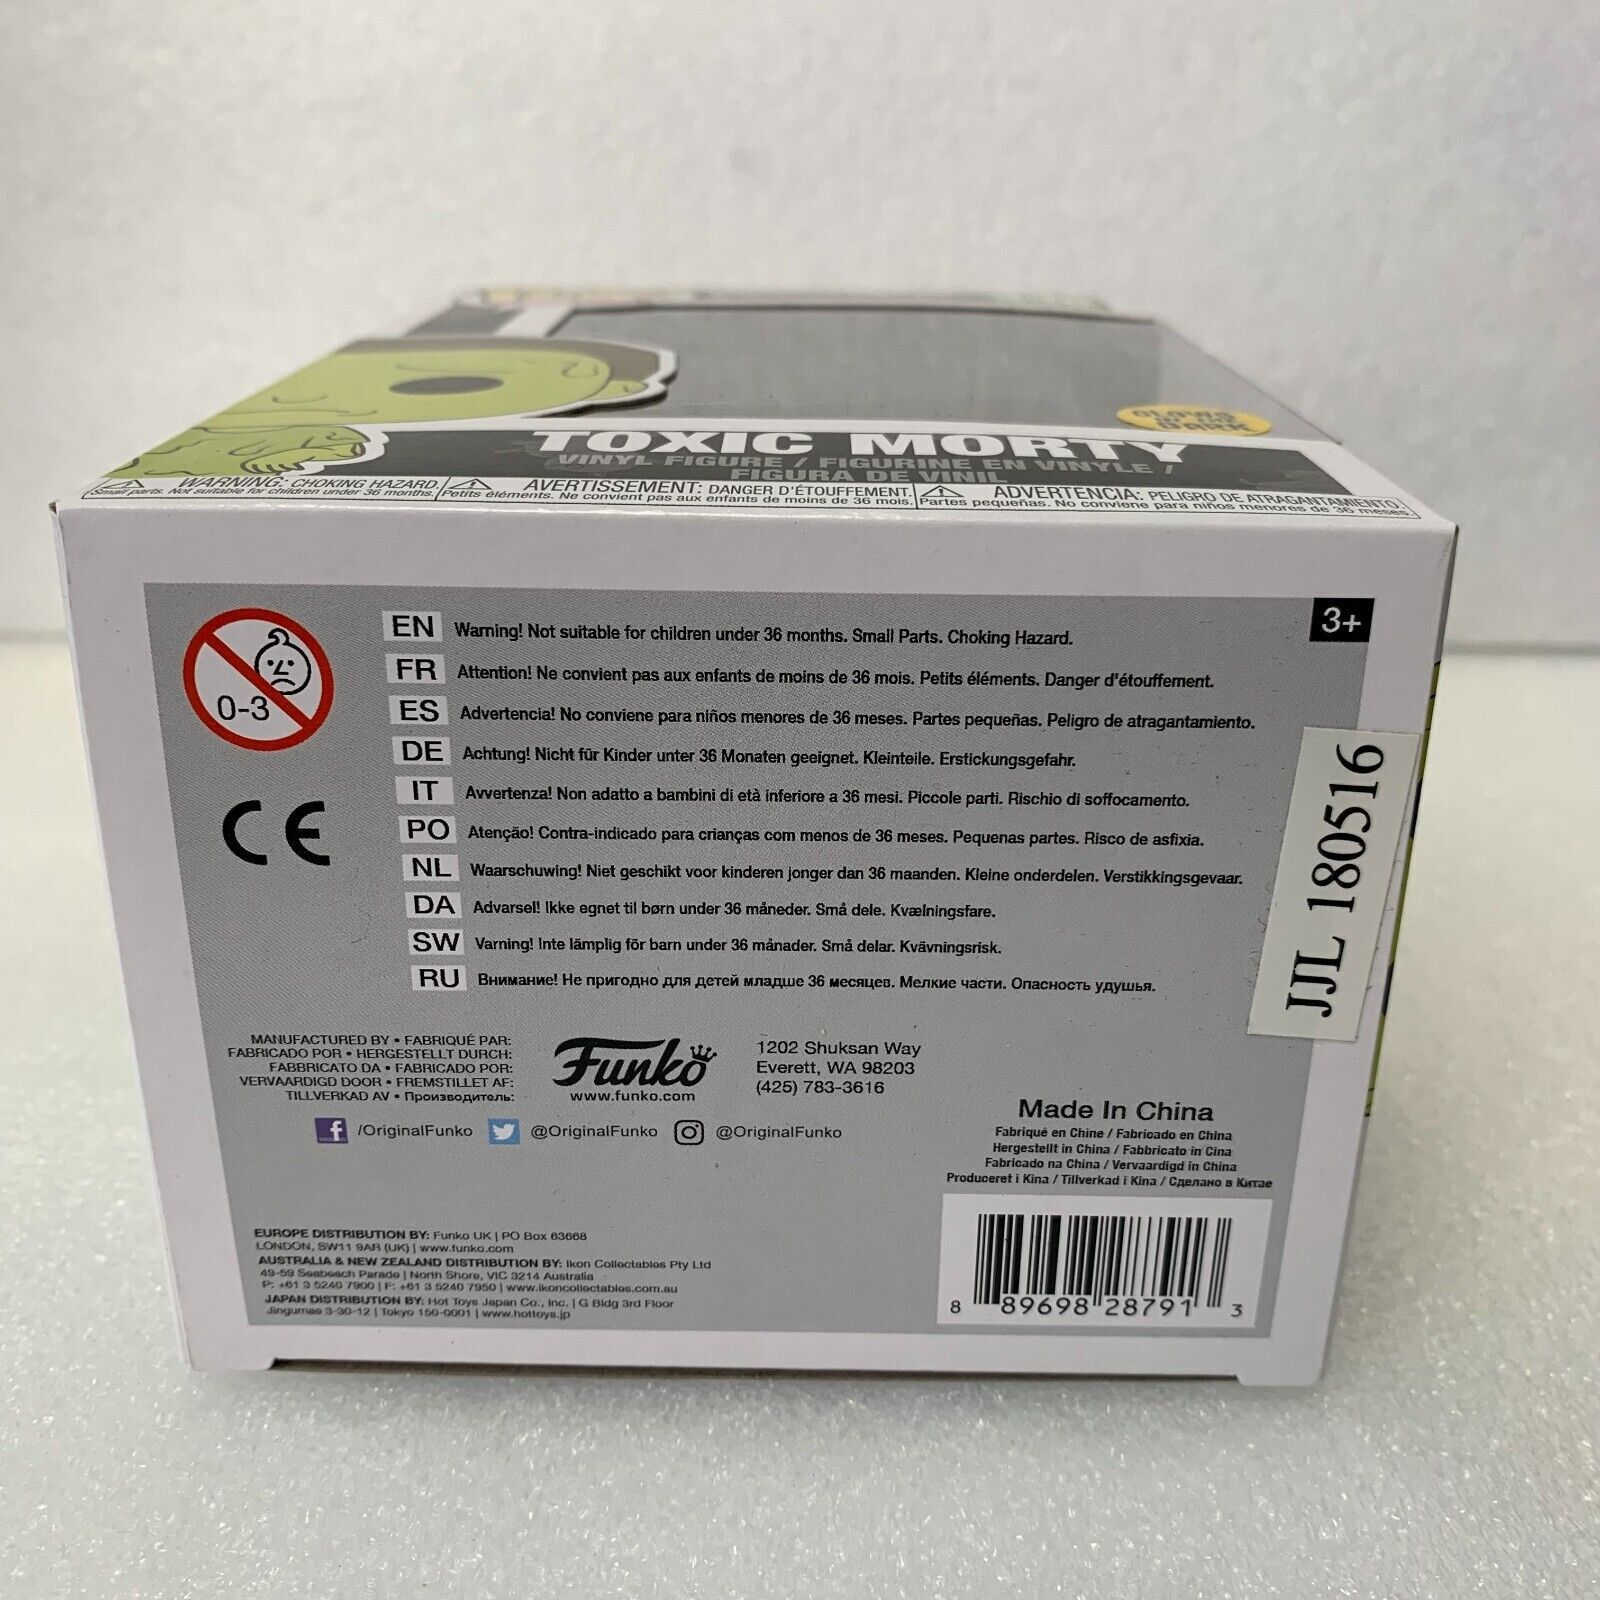 GLOWS
IN THE
DARK
TOXIC MORTY
VINYL FIGURE / FIGURINE EN VINYLE /
FIGURA DE VINIL
WARNING: CHOKING HAZARD.
Small parts. Not suitable for children under 36 months.
AVERTISSEMENT: DANGER D'ÉTOUFFEMENT.
Petits éléments. Ne convient pas aux enfants de moins de 36 mois.
ADVERTENCIA: PELIGRO DE ATRAGANTAMIENTO.
Partes pequeñas. No conviene para niños menores de 36 meses.
0-3
3+
EN Warning! Not suitable for children under 36 months. Small Parts. Choking Hazard.
FR Attention! Ne convient pas aux enfants de moins de 36 mois. Petits éléments. Danger d'étouffement.
ES Advertencia! No conviene para niños menores de 36 meses. Partes pequeñas. Peligro de atragantamiento.
DE Achtung! Nicht für Kinder unter 36 Monaten geeignet. Kleinteile. Erstickungsgefahr.
IT Avvertenza! Non adatto a bambini di età inferiore a 36 mesi. Piccole parti. Rischio di soffocamento.
PO Atenção! Contra-indicado para crianças com menos de 36 meses. Pequenas partes. Risco de asfixia.
NL Waarschuwing! Niet geschikt voor kinderen jonger dan 36 maanden. Kleine onderdelen. Verstikkingsgevaar.
DA Advarsel! Ikke egnet til børn under 36 måneder. Små dele. Kvælningsfare.
SW Varning! Inte lämplig för barn under 36 månader. Små delar. Kvävningsrisk.
RU Внимание! Не пригодно для детей младше 36 месяцев. Мелкие части. Опасность удушья.
CE
JJL 180516
MANUFACTURED BY • FABRIQUÉ PAR:
FABRICADO POR • HERGESTELLT DURCH:
FABBRICATO DA • FABRICADO POR:
VERVAARDIGD DOOR • FREMSTILLET AF:
TILLVERKAD AV • Производитель:
Funko
www.funko.com
1202 Shuksan Way
Everett, WA 98203
(425) 783-3616
/OriginalFunko @OriginalFunko @OriginalFunko
Made In China
Fabriqué en Chine / Fabricado en China
Hergestellt in China / Fabbricato in Cina
Fabricado na China / Vervaardigd in China
Produceret i Kina / Tillverkad i Kina / Сделано в Китае
EUROPE DISTRIBUTION BY: Funko UK | PO Box 63668
LONDON, SW11 9AR (UK) | www.funko.com
AUSTRALIA & NEW ZEALAND DISTRIBUTION BY: Ikon Collectables Pty Ltd
49-59 Seabeach Parade | North Shore, VIC 3214 Australia
P: +61 3 5240 7900 | F: +61 3 5240 7950 | www.ikoncollectables.com.au
JAPAN DISTRIBUTION BY: Hot Toys Japan Co., Inc. | G Bldg 3rd Floor
Jingumae 3-30-12 | Tokyo 150-0001 | www.hottoys.jp
8 89698 28791 3